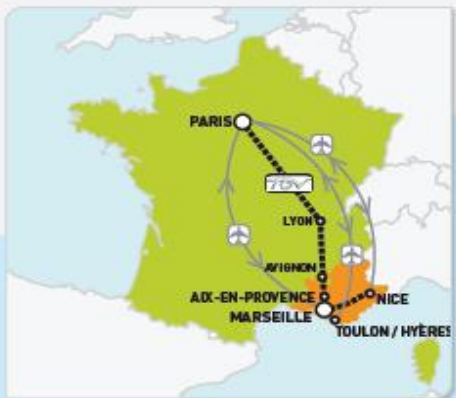 PARIS
TGV
LYON
AVIGNON
AIX-EN-PROVENCE
MARSEILLE
NICE
TOULON / HYÈRES